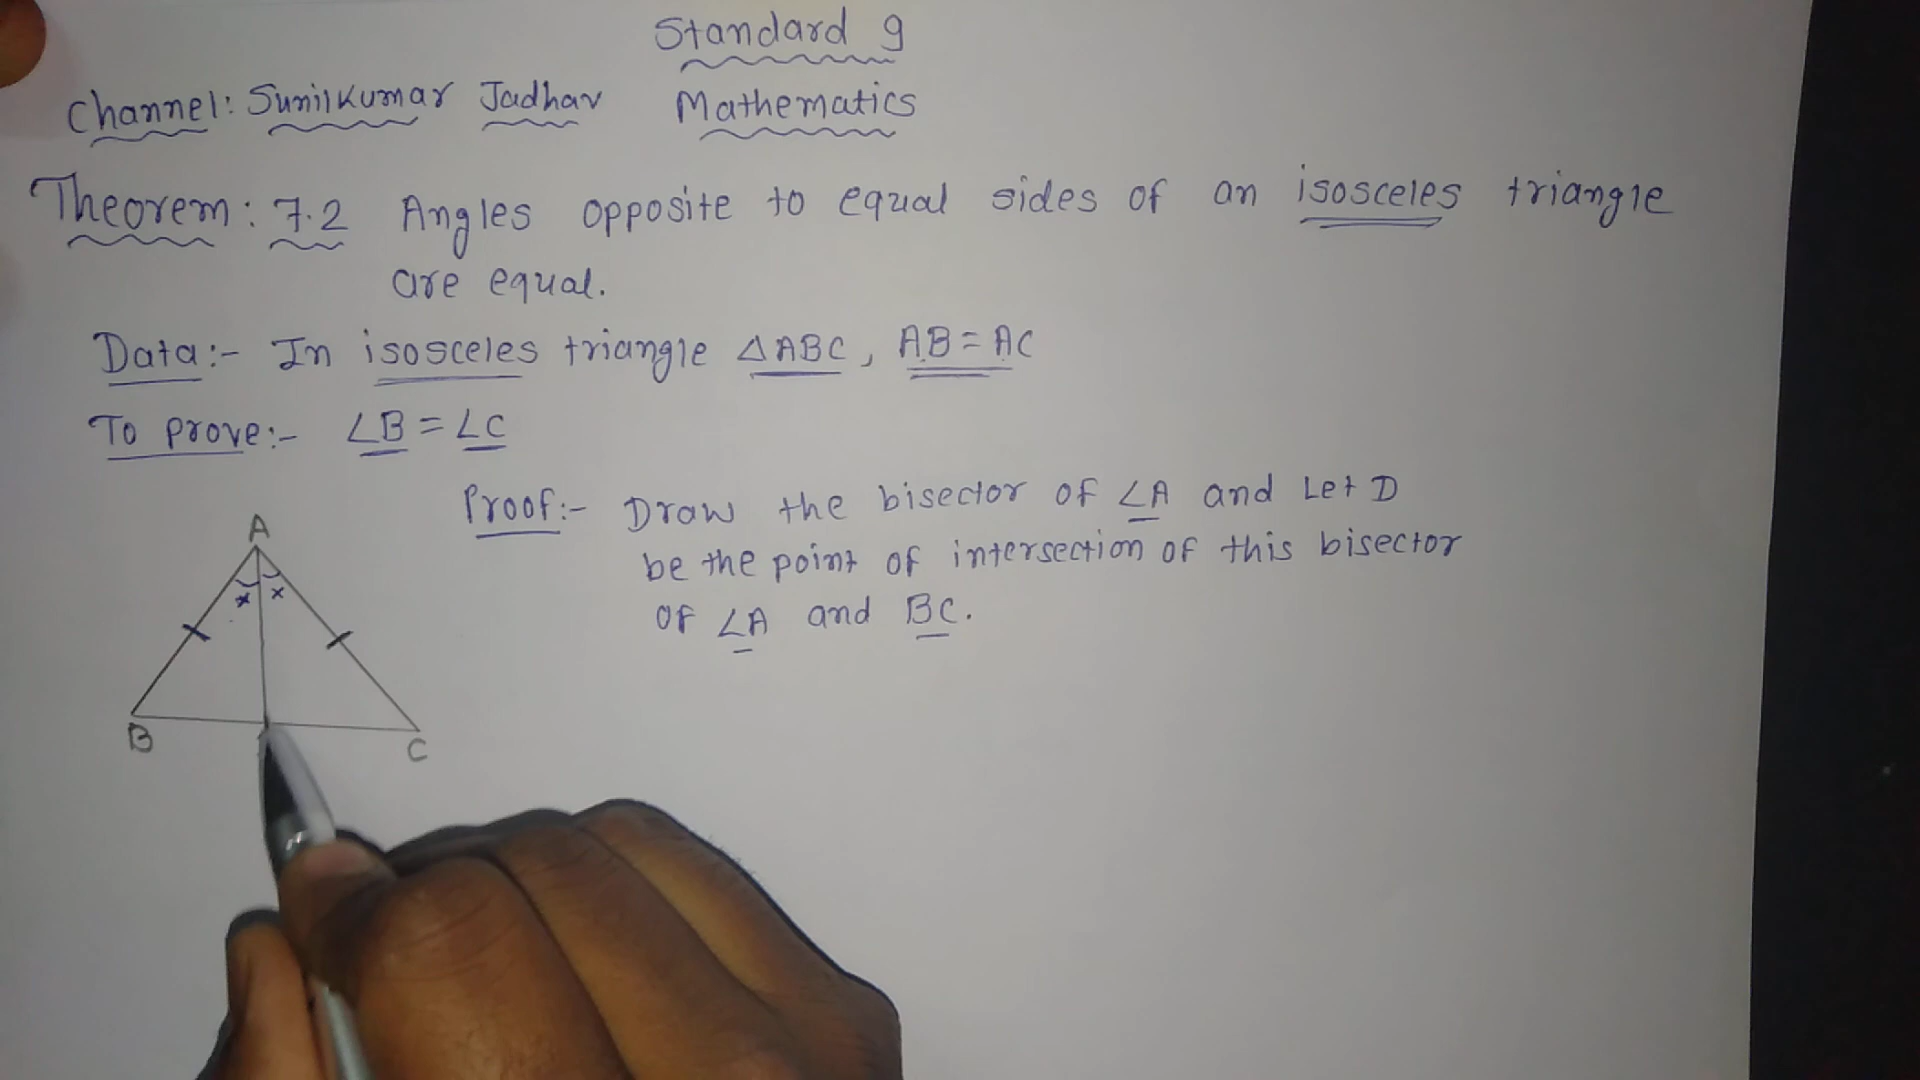 Standard 9
Channel: Sunilkumar Jadhav Mathematics
Theorem: 7.2 Angles opposite to equal sides of an isosceles triangle
are equal.
Data:- In isosceles triangle △ABC, AB = AC
To prove:- ∠B = ∠C
Proof:- Draw the bisector of ∠A and Let D
be the point of intersection of this bisector
of ∠A and BC.
A
x x
B C